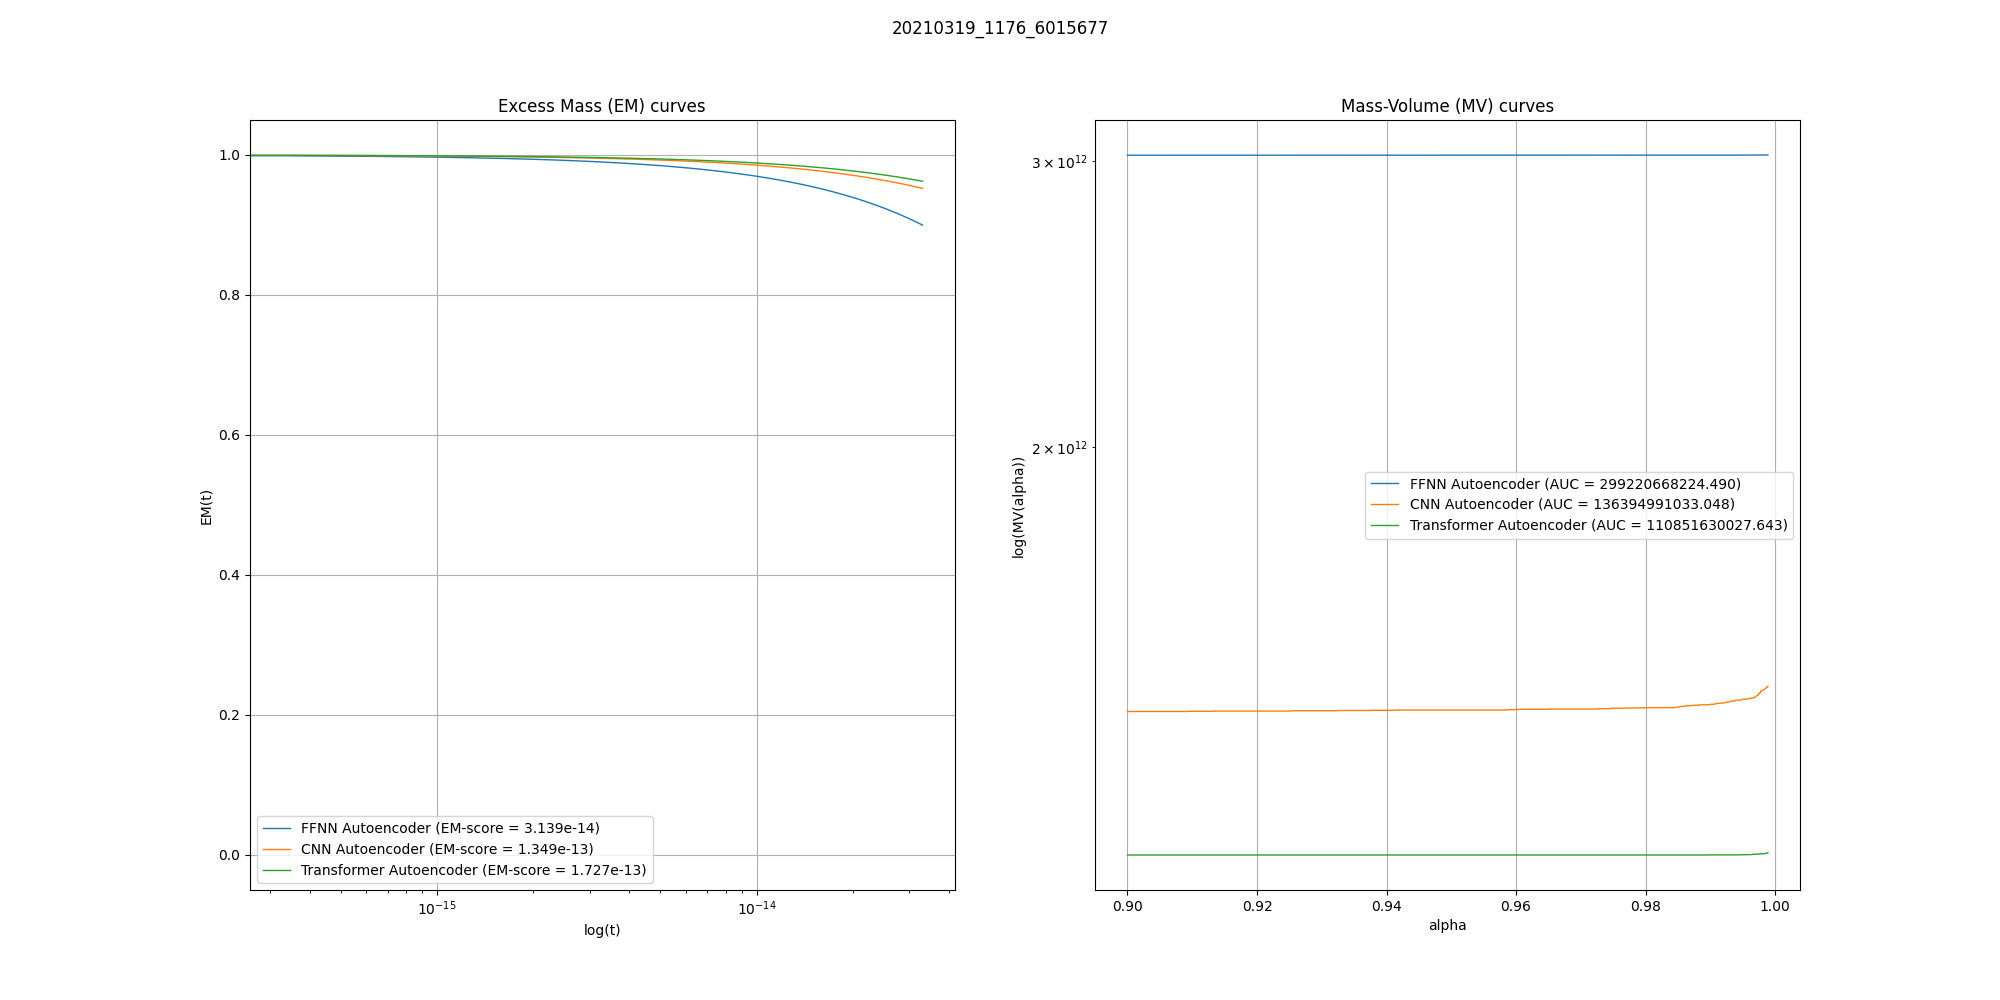 20210319_1176_6015677
Excess Mass (EM) curves
EM(t)
1.0
0.8
0.6
0.4
0.2
0.0
FFNN Autoencoder (EM-score = 3.139e-14)
CNN Autoencoder (EM-score = 1.349e-13)
Transformer Autoencoder (EM-score = 1.727e-13)
10⁻¹⁵ 10⁻¹⁴
log(t)
Mass-Volume (MV) curves
log(MV(alpha))
3 × 10¹²
2 × 10¹²
FFNN Autoencoder (AUC = 299220668224.490)
CNN Autoencoder (AUC = 136394991033.048)
Transformer Autoencoder (AUC = 110851630027.643)
0.90 0.92 0.94 0.96 0.98 1.00
alpha